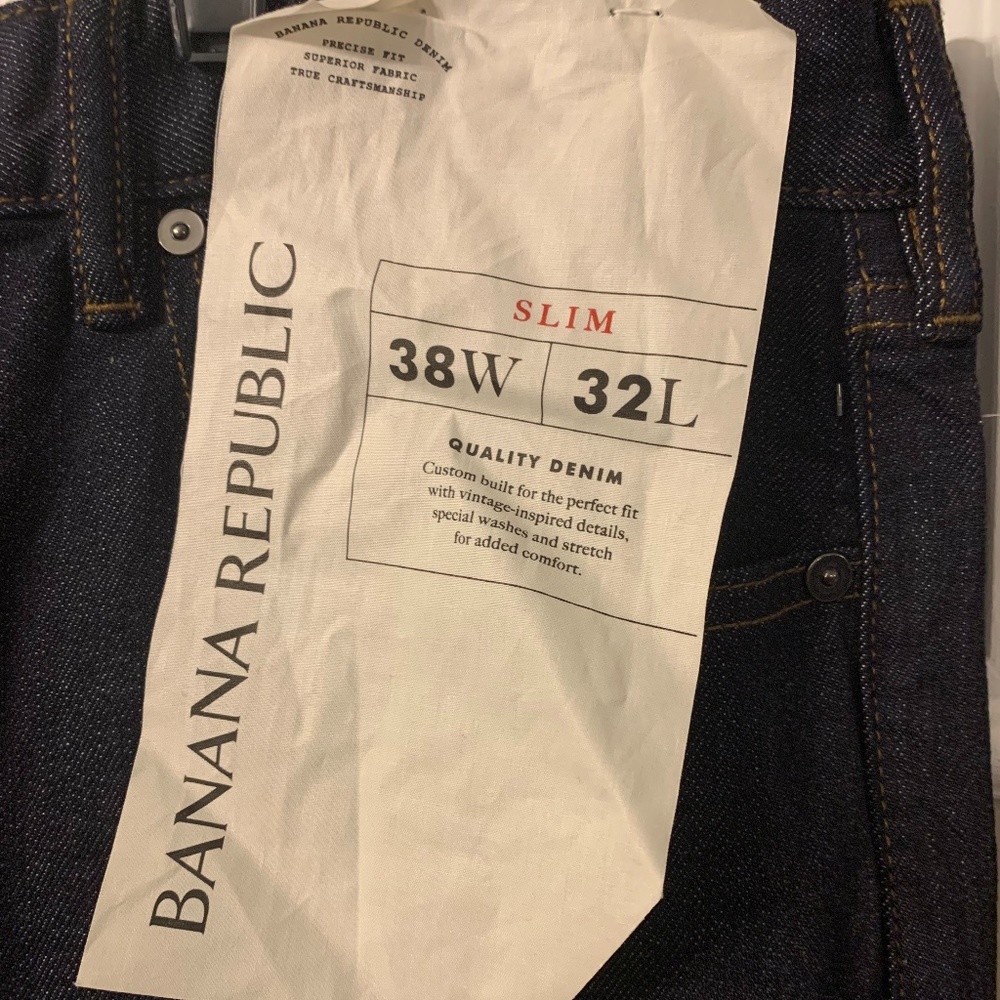 BANANA REPUBLIC DENIM
PRECISE FIT
SUPERIOR FABRIC
TRUE CRAFTSMANSHIP
BANANA REPUBLIC
SLIM
38W 32L
QUALITY DENIM
Custom built for the perfect fit
with vintage-inspired details,
special washes and stretch
for added comfort.